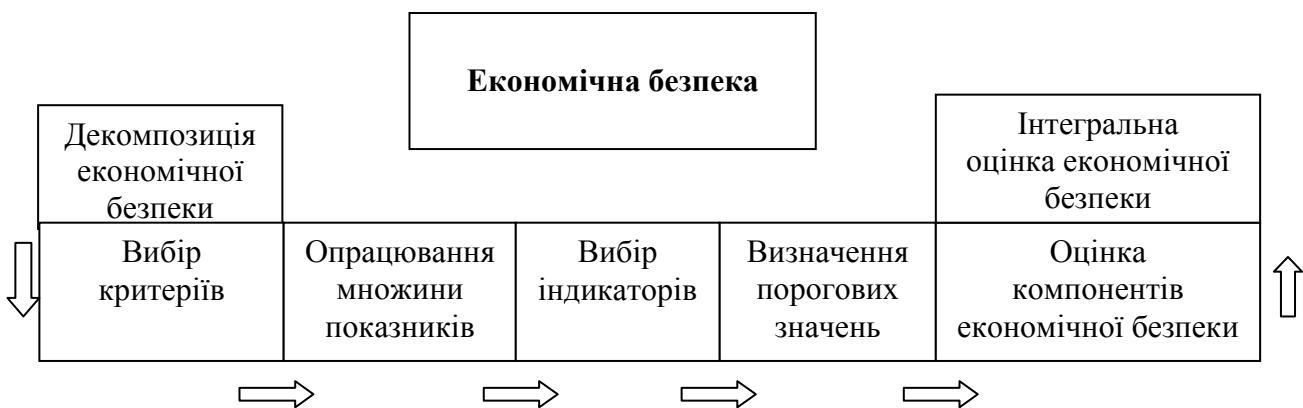 Економічна безпека
Декомпозиція
економічної
безпеки
Інтегральна
оцінка економічної
безпеки
Вибір
критеріїв
Опрацювання
множини
показників
Вибір
індикаторів
Визначення
порогових
значень
Оцінка
компонентів
економічної безпеки